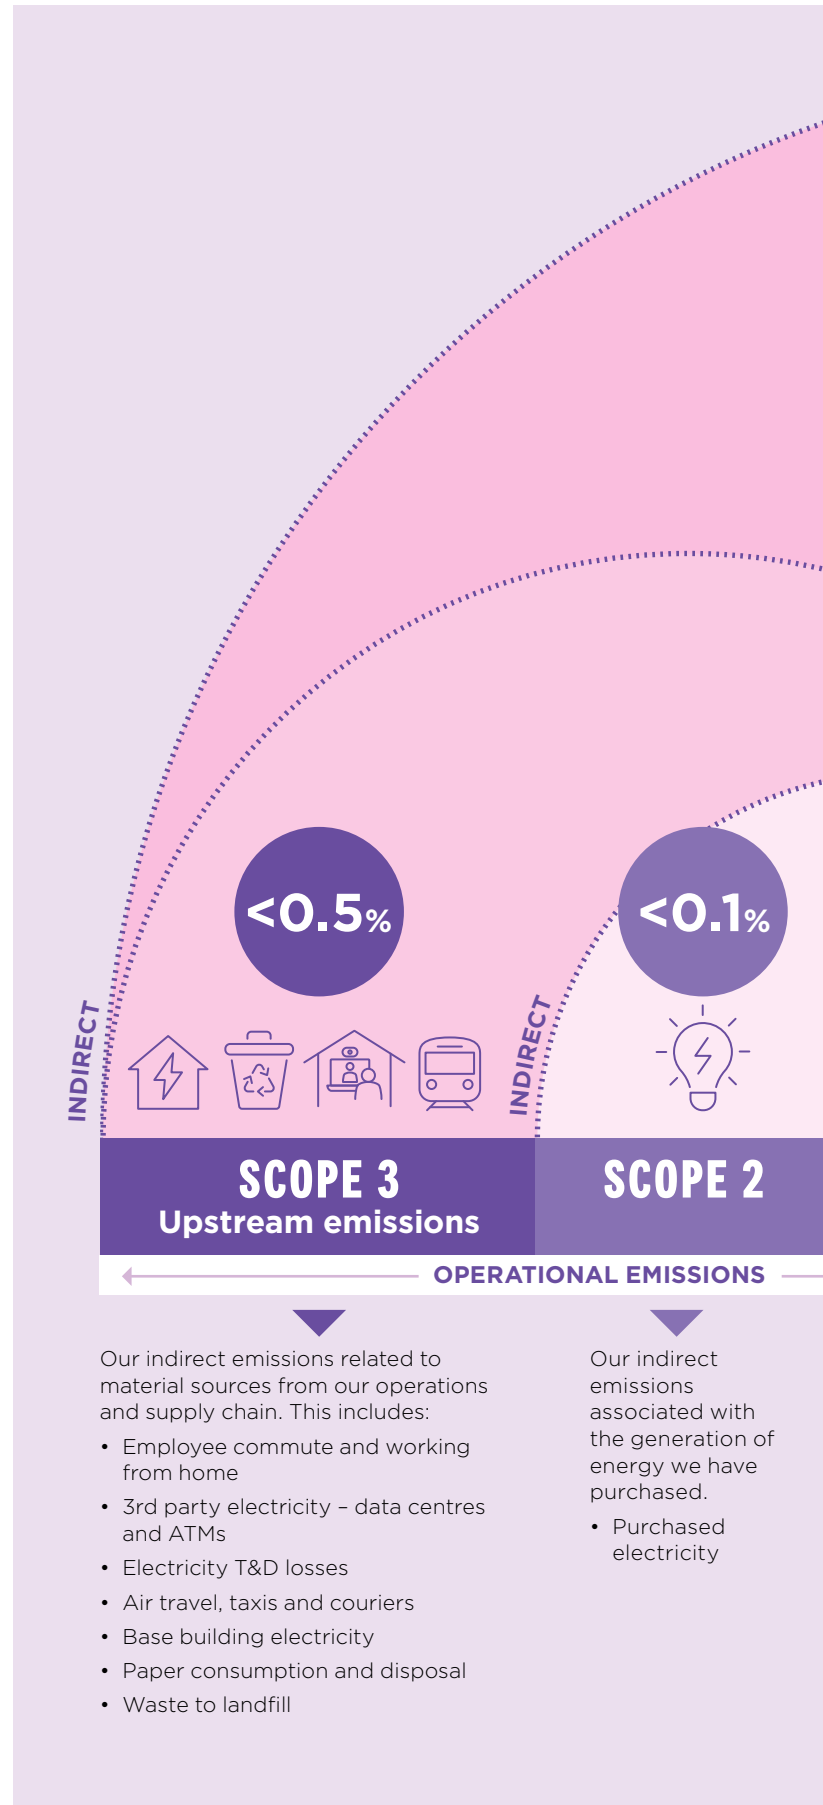 <0.5%
<0.1%
INDIRECT
INDIRECT
SCOPE 3
Upstream emissions
SCOPE 2
OPERATIONAL EMISSIONS
Our indirect emissions related to
material sources from our operations
and supply chain. This includes:
• Employee commute and working
from home
• 3rd party electricity – data centres
and ATMs
• Electricity T&D losses
• Air travel, taxis and couriers
• Base building electricity
• Paper consumption and disposal
• Waste to landfill
Our indirect
emissions
associated with
the generation of
energy we have
purchased.
• Purchased
electricity